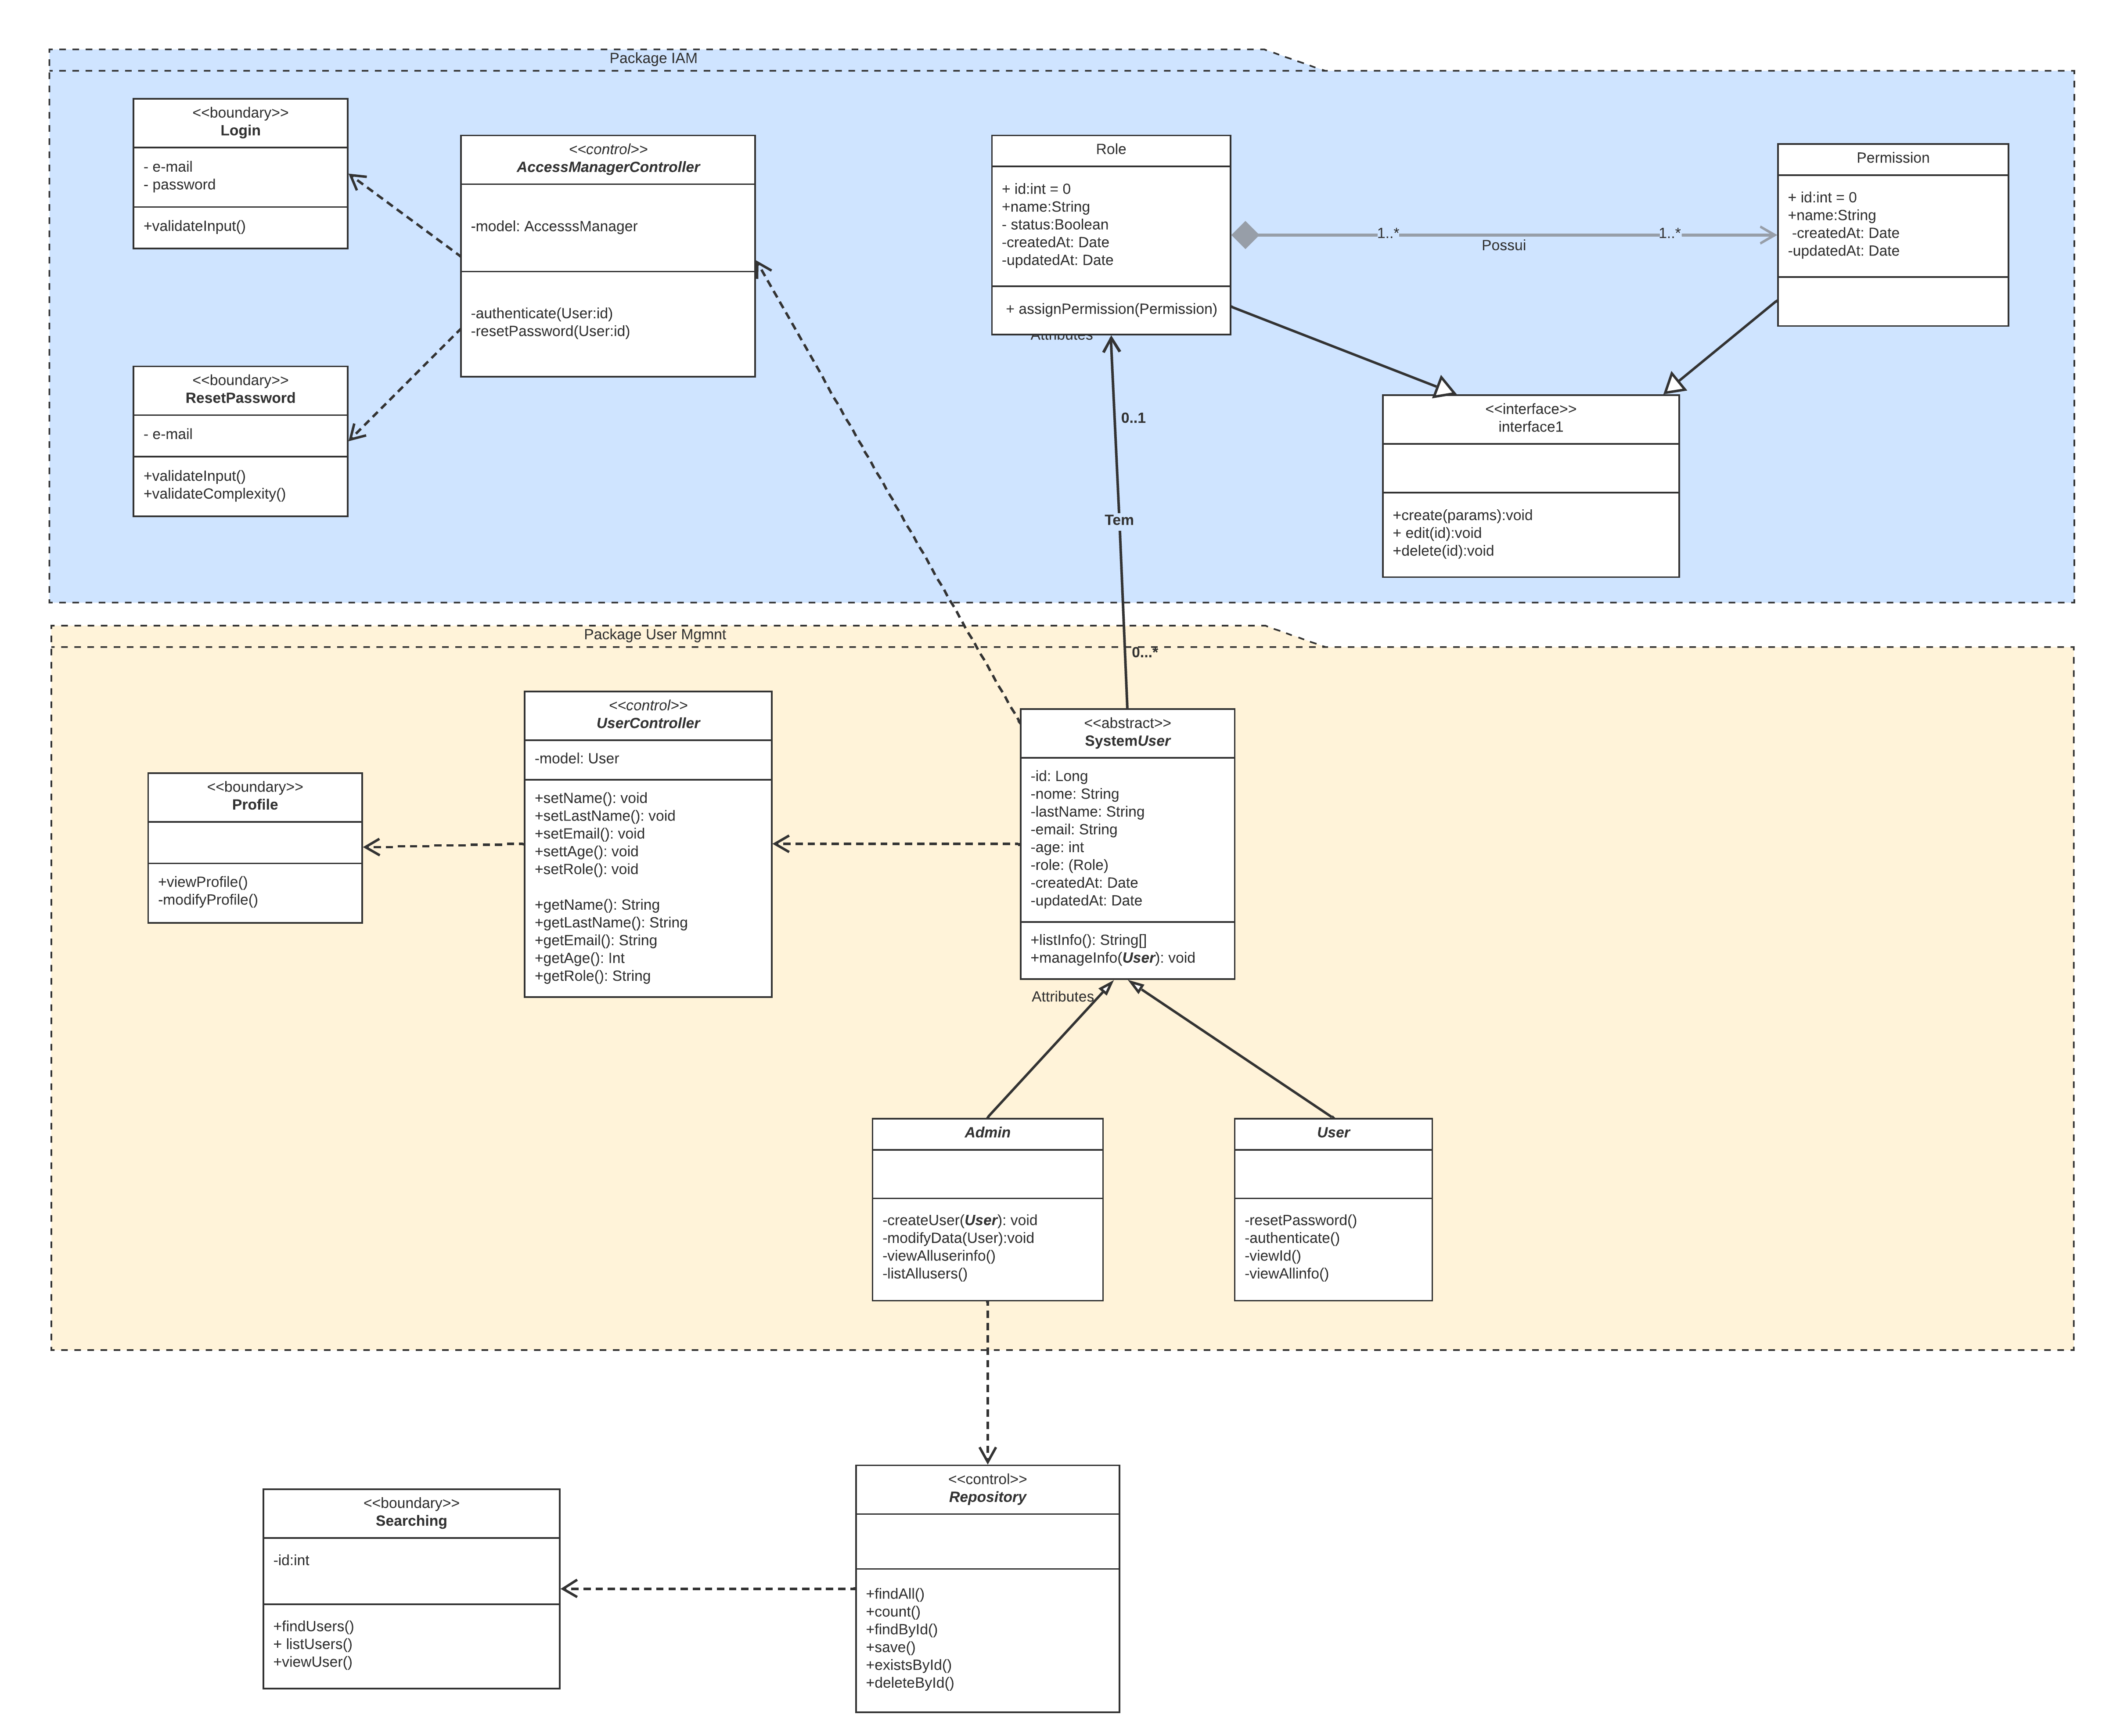 Package IAM
<<boundary>>
Login
- e-mail
- password
+validateInput()
<<control>>
AccessManagerController
-model: AccesssManager
-authenticate(User:id)
-resetPassword(User:id)
<<boundary>>
ResetPassword
- e-mail
+validateInput()
+validateComplexity()
Role
+ id:int = 0
+name:String
- status:Boolean
-createdAt: Date
-updatedAt: Date
+ assignPermission(Permission)
Attributes
1..*
Possui
1..*
Permission
+ id:int = 0
+name:String
-createdAt: Date
-updatedAt: Date
<<interface>>
interface1
+create(params):void
+ edit(id):void
+delete(id):void
0..1
Tem
0...*
Package User Mgmnt
<<boundary>>
Profile
+viewProfile()
-modifyProfile()
<<control>>
UserController
-model: User
+setName(): void
+setLastName(): void
+setEmail(): void
+settAge(): void
+setRole(): void
+getName(): String
+getLastName(): String
+getEmail(): String
+getAge(): Int
+getRole(): String
<<abstract>>
SystemUser
-id: Long
-nome: String
-lastName: String
-email: String
-age: int
-role: (Role)
-createdAt: Date
-updatedAt: Date
+listInfo(): String[]
+manageInfo(User): void
Attributes
Admin
-createUser(User): void
-modifyData(User):void
-viewAlluserinfo()
-listAllusers()
User
-resetPassword()
-authenticate()
-viewId()
-viewAllinfo()
<<boundary>>
Searching
-id:int
+findUsers()
+ listUsers()
+viewUser()
<<control>>
Repository
+findAll()
+count()
+findById()
+save()
+existsById()
+deleteById()